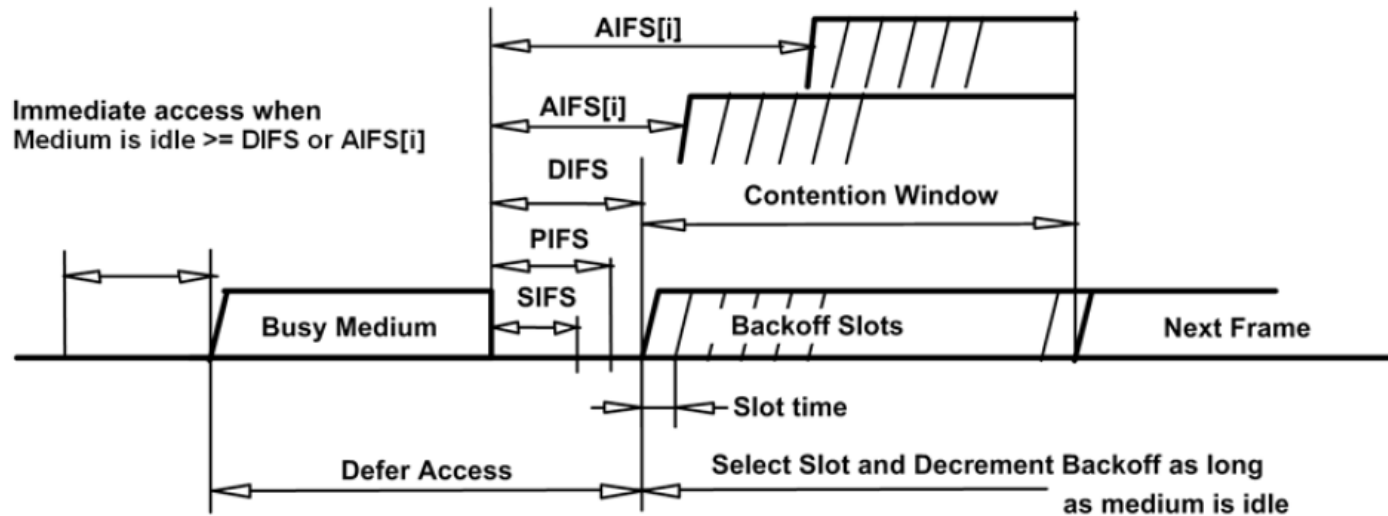 AIFS[i]
Immediate access when
Medium is idle >= DIFS or AIFS[i]
AIFS[i]
DIFS
Contention Window
PIFS
SIFS
Busy Medium
Backoff Slots
Next Frame
Slot time
Defer Access
Select Slot and Decrement Backoff as long
as medium is idle